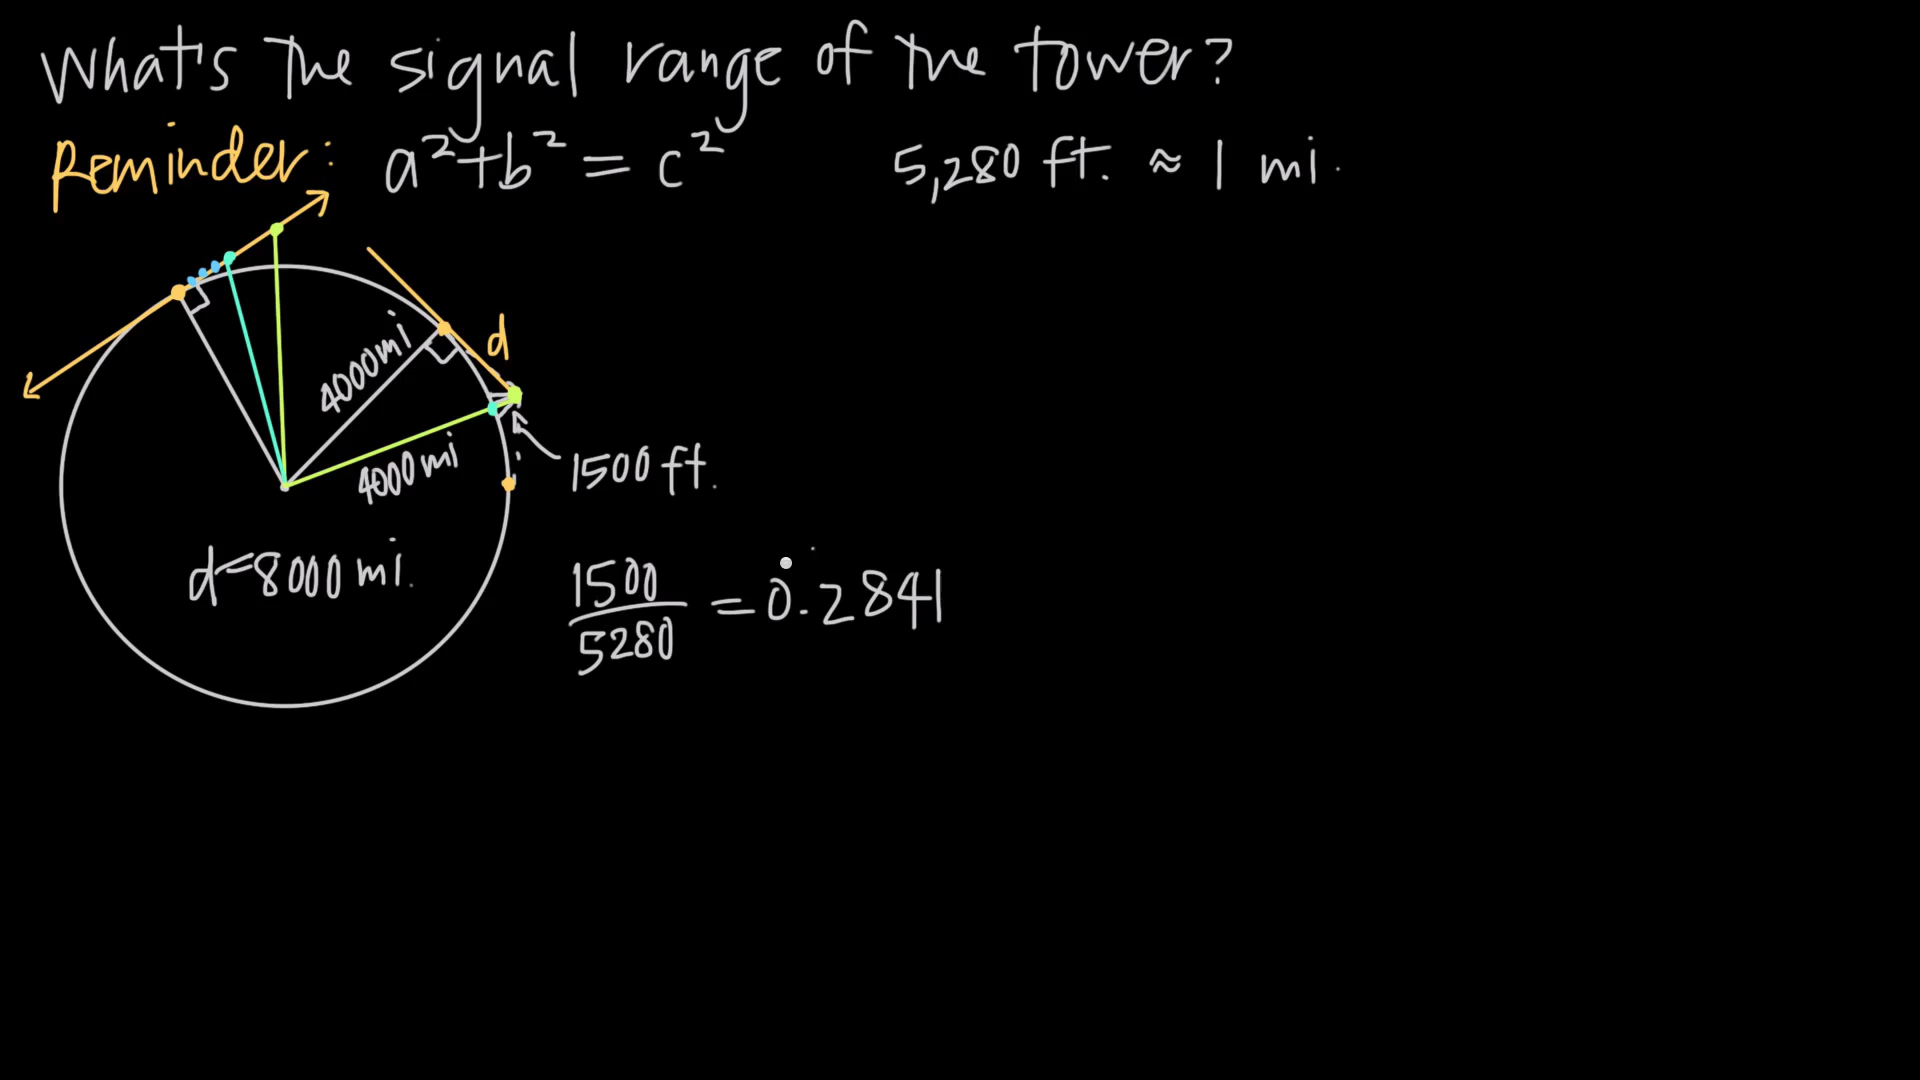 What's the signal range of the tower?
Reminder: a²+b² = c² 5,280 ft. ≈ 1 mi.
d
4000mi
4000mi
1500 ft.
d=8000 mi.
1500/5280 = 0.2841